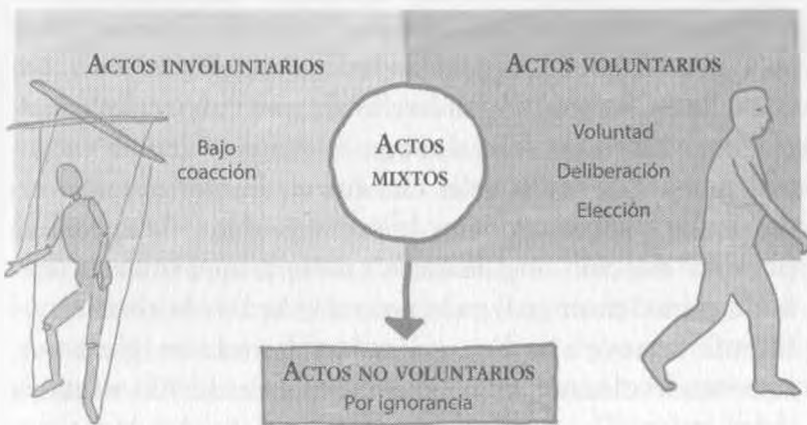 ACTOS INVOLUNTARIOS
Bajo
coacción
ACTOS
MIXTOS
ACTOS VOLUNTARIOS
Voluntad
Deliberación
Elección
ACTOS NO VOLUNTARIOS
Por ignorancia